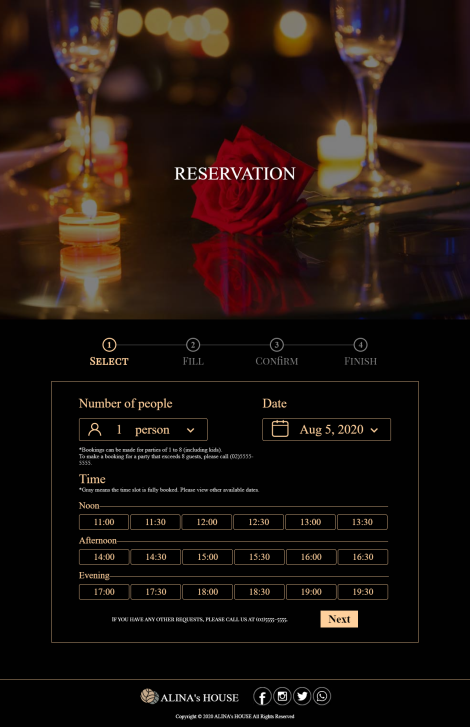 RESERVATION
1 2 3 4
SELECT FILL CONfiRM FINISH
Number of people Date
1 person Aug 5, 2020
*Bookings can be made for parties of 1 to 8 (including kids).
To make a booking for a party that exceeds 8 guests, please call (02)5555-
5555.
Time
*Gray means the time slot is fully booked. Please view other available dates.
Noon
11:00 11:30 12:00 12:30 13:00 13:30
Afternoon
14:00 14:30 15:00 15:30 16:00 16:30
Evening
17:00 17:30 18:00 18:30 19:00 19:30
IF YOU HAVE ANY OTHER REQUESTS, PLEASE CALL US AT (02)5555-5555.
Next
ALINA's HOUSE
Copyright © 2020 ALINA's HOUSE All Rights Reserved